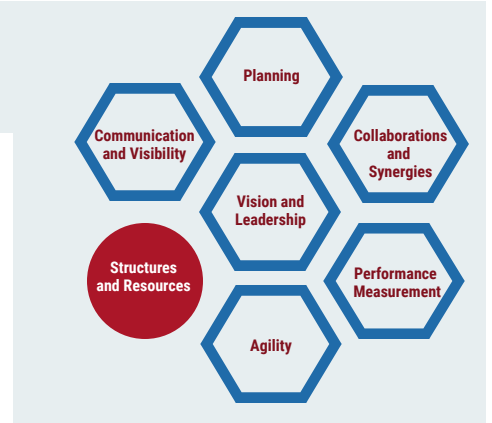 Planning
Communication
and Visibility
Collaborations
and
Synergies
Vision and
Leadership
Structures
and Resources
Performance
Measurement
Agility